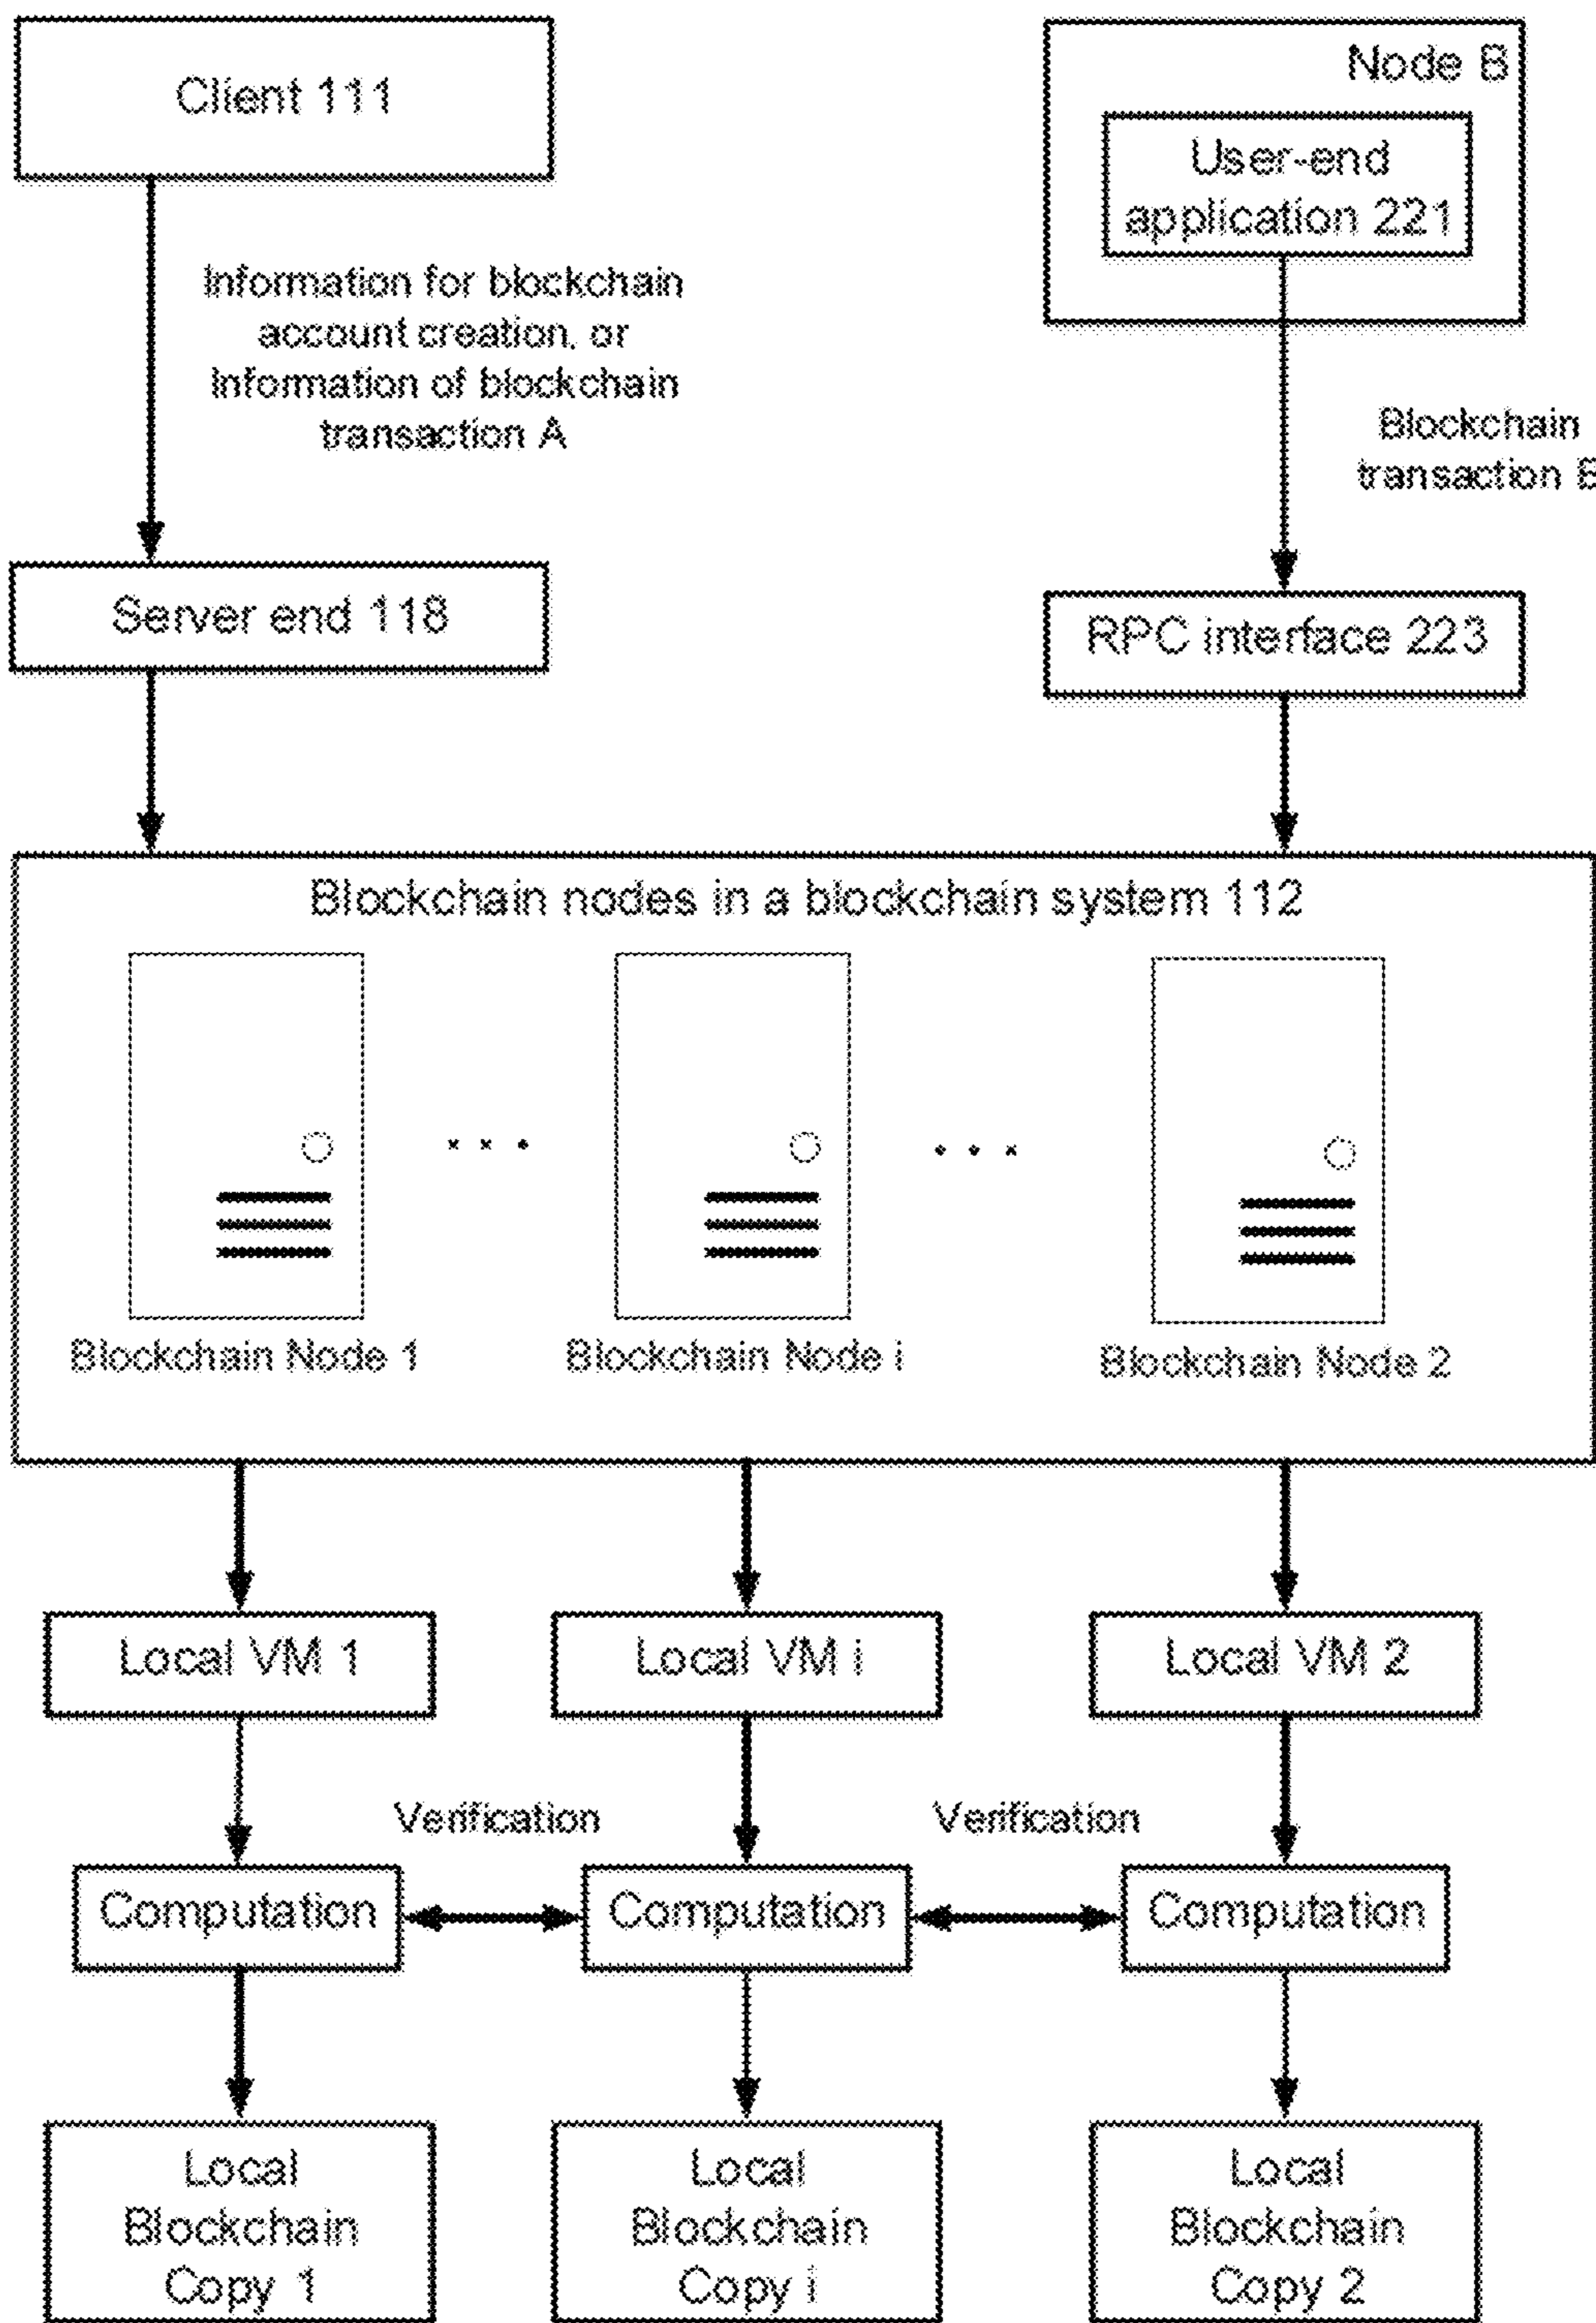 Client 111
Node B
User-end
application 221
Information for blockchain
account creation, or
Information of blockchain
transaction A
Blockchain
transaction B
Server end 118
RPC interface 223
Blockchain nodes in a blockchain system 112
Blockchain Node 1
Blockchain Node i
Blockchain Node 2
Local VM 1
Local VM i
Local VM 2
Verification
Verification
Computation
Computation
Computation
Local
Blockchain
Copy 1
Local
Blockchain
Copy i
Local
Blockchain
Copy 2